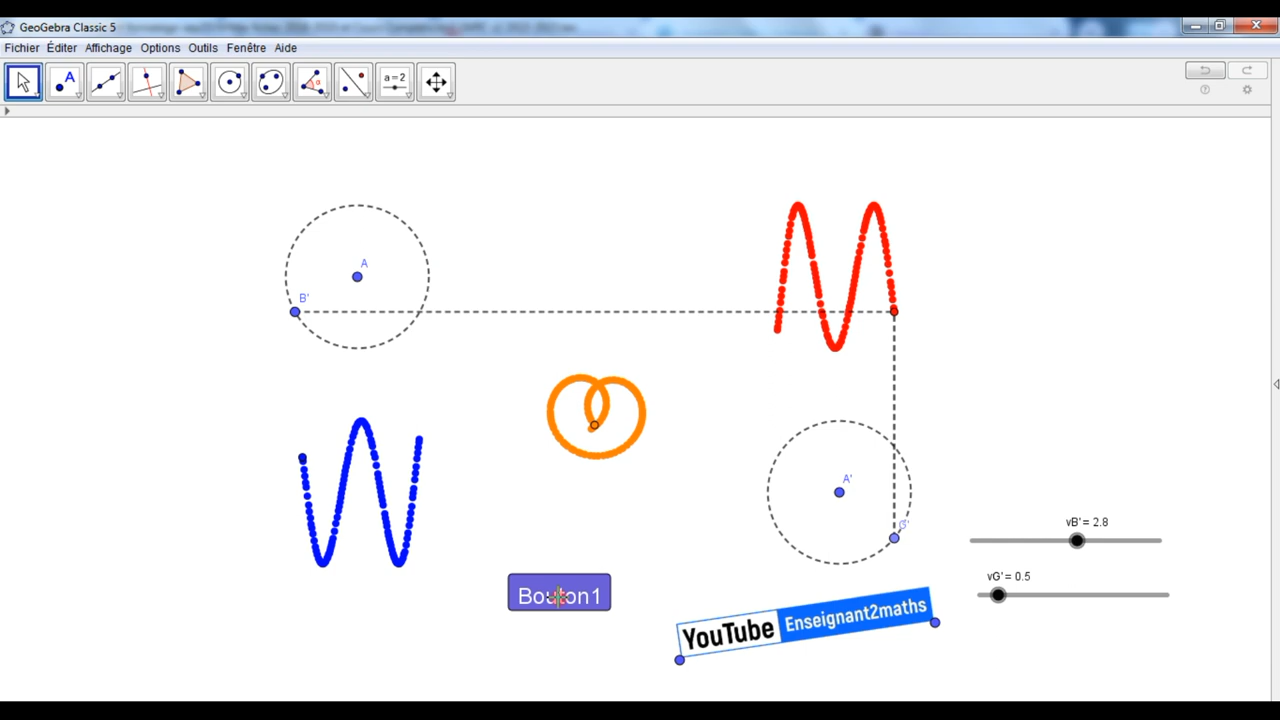 GeoGebra Classic 5
Fichier Éditer Affichage Options Outils Fenêtre Aide
A
α
a = 2
A
B'
A'
G'
vB' = 2.8
vG' = 0.5
Bouton1
YouTube Enseignant2maths